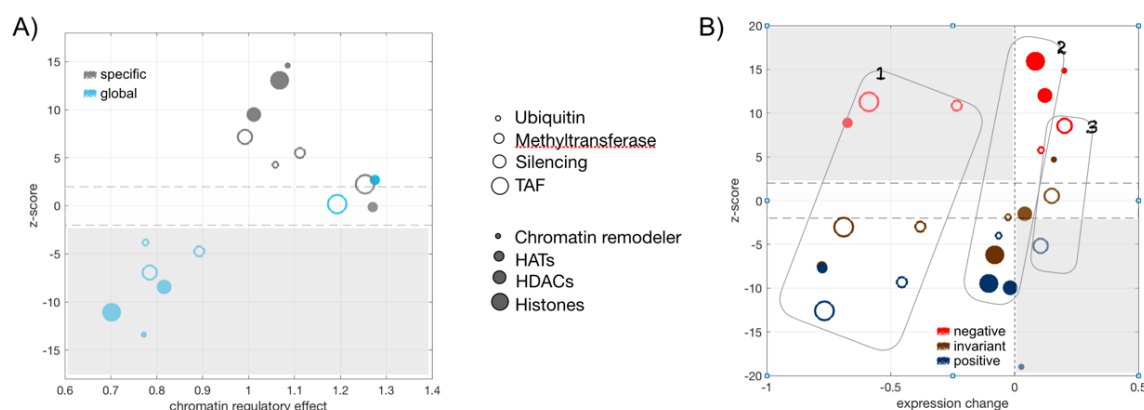 A)
20
15
10
5
0
-5
-10
-15
z-score
0.6 0.7 0.8 0.9 1 1.1 1.2 1.3 1.4
chromatin regulatory effect
specific
global
Ubiquitin
Methyltransferase
Silencing
TAF
Chromatin remodeler
HATs
HDACs
Histones
B)
20
15
10
5
0
-5
-10
-15
-20
z-score
-1 -0.5 0 0.5
expression change
1
2
3
negative
invariant
positive